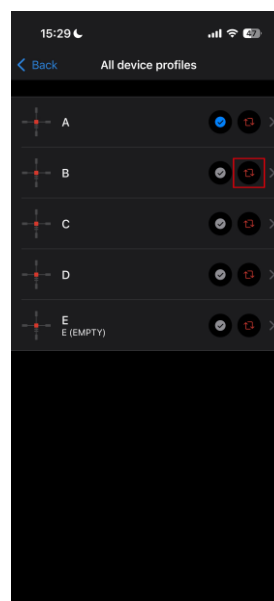 15:29
47
Back
All device profiles
A
B
C
D
E
E (EMPTY)